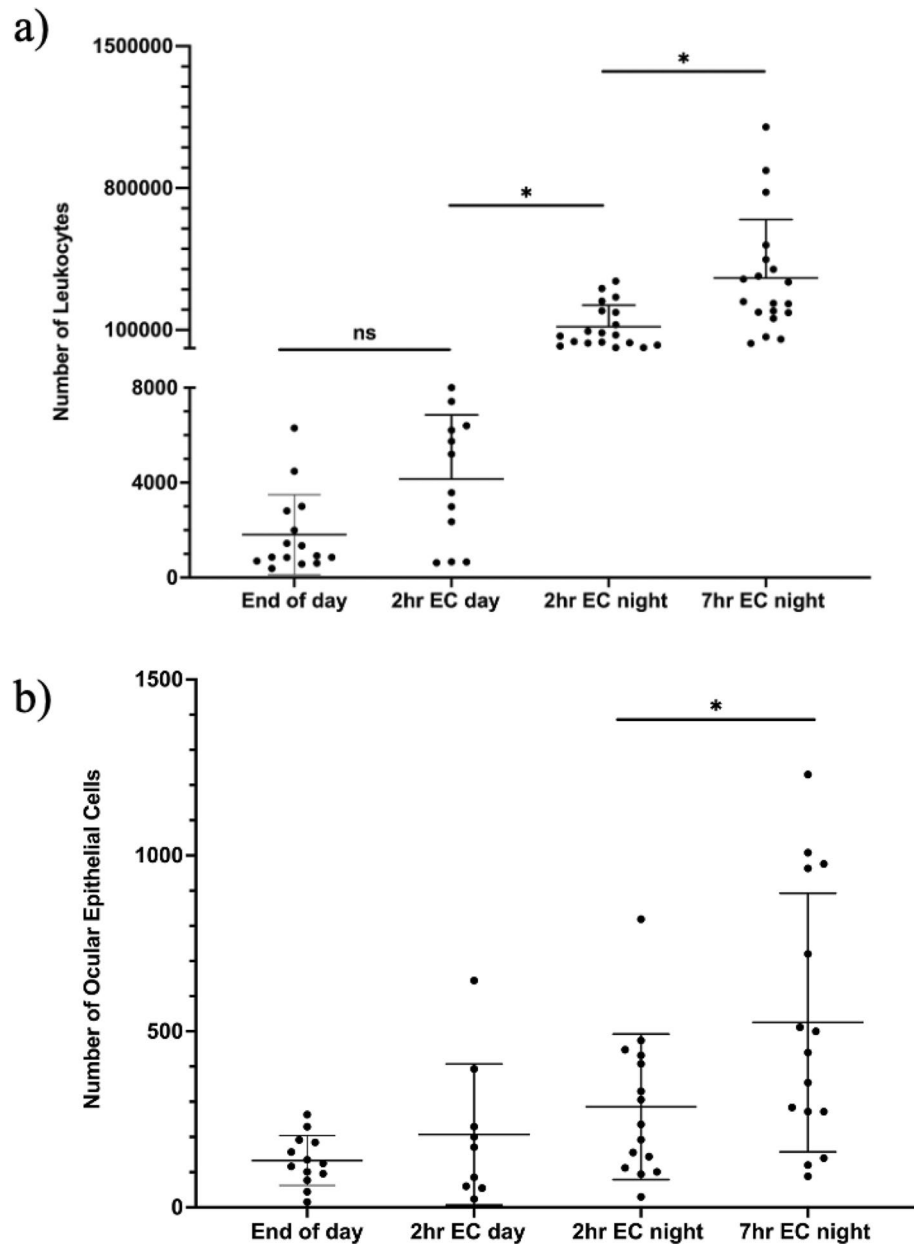 a)
1500000
*
800000
*
Number of Leukocytes
100000
ns
8000
4000
0
End of day 2hr EC day 2hr EC night 7hr EC night
b)
1500
*
Number of Ocular Epithelial Cells
1000
500
0
End of day 2hr EC day 2hr EC night 7hr EC night